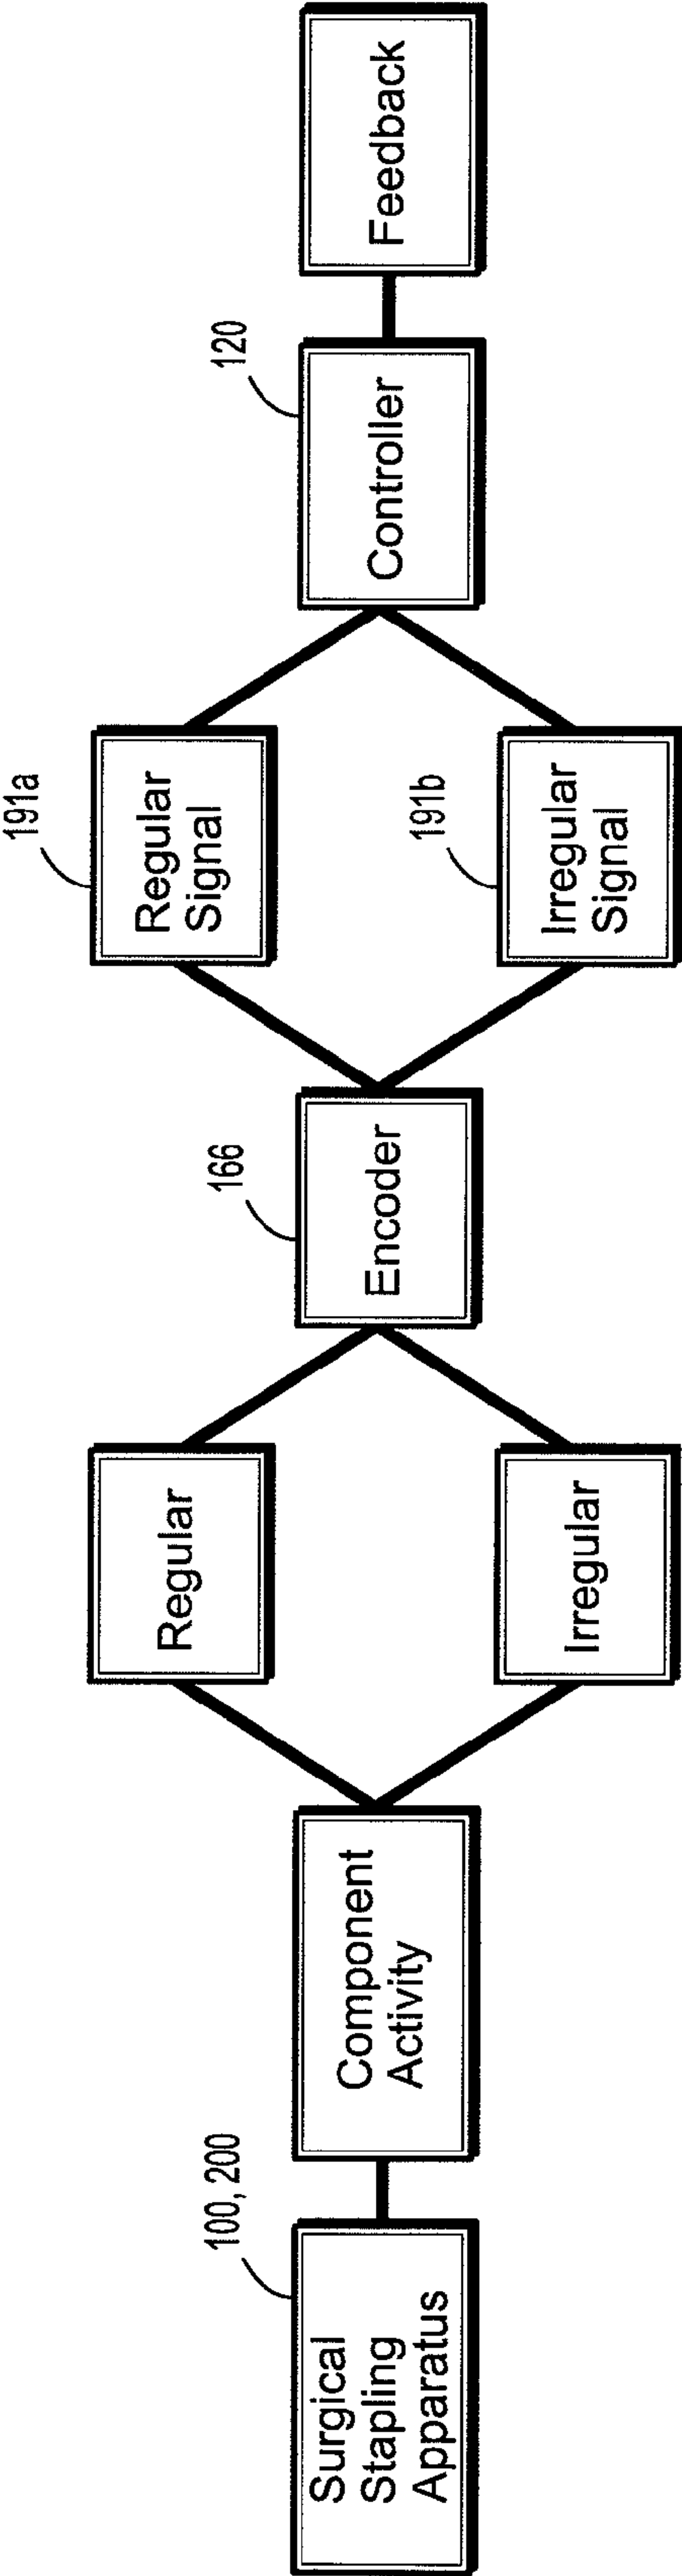 100, 200
Surgical
Stapling
Apparatus
Component
Activity
Regular
Irregular
166
Encoder
191a
Regular
Signal
191b
Irregular
Signal
120
Controller
Feedback